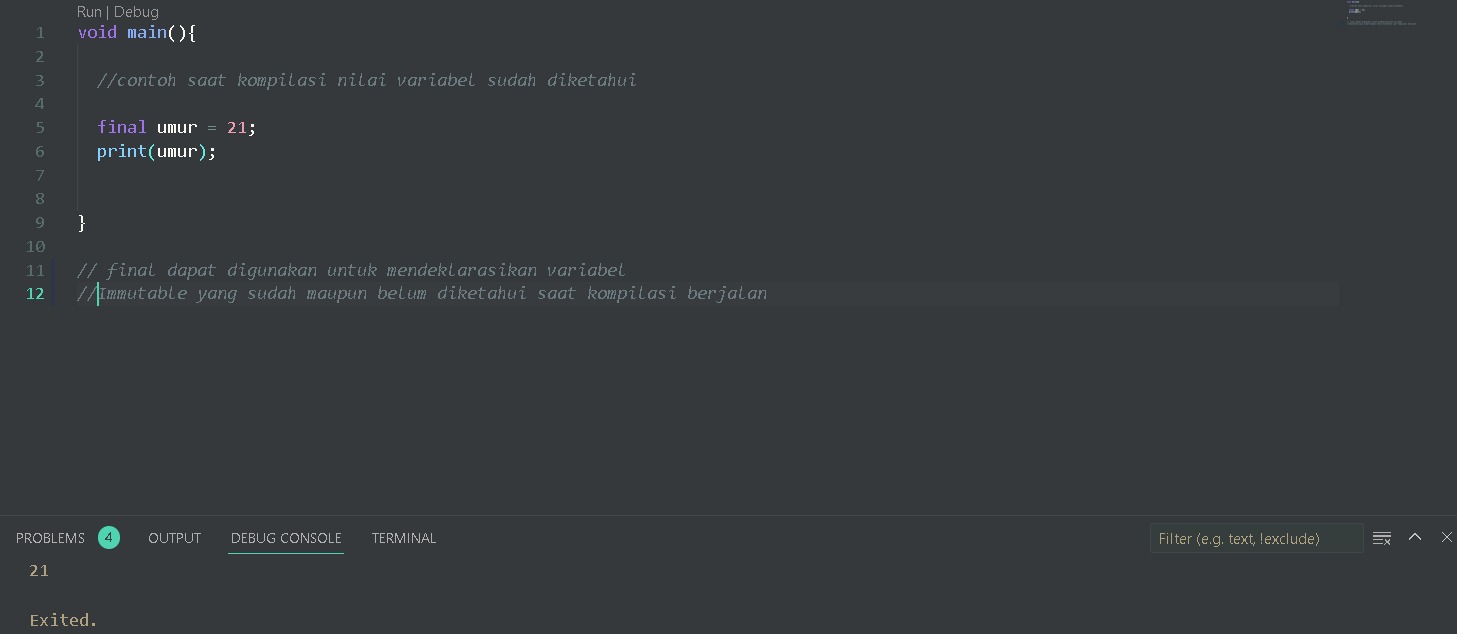 Run | Debug
1 void main(){
2
3 //contoh saat kompilasi nilai variabel sudah diketahui
4
5 final umur = 21;
6 print(umur);
7
8
9 }
10
11 // final dapat digunakan untuk mendeklarasikan variabel
12 //Immutable yang sudah maupun belum diketahui saat kompilasi berjalan
PROBLEMS 4 OUTPUT DEBUG CONSOLE TERMINAL Filter (e.g. text, !exclude)
21
Exited.